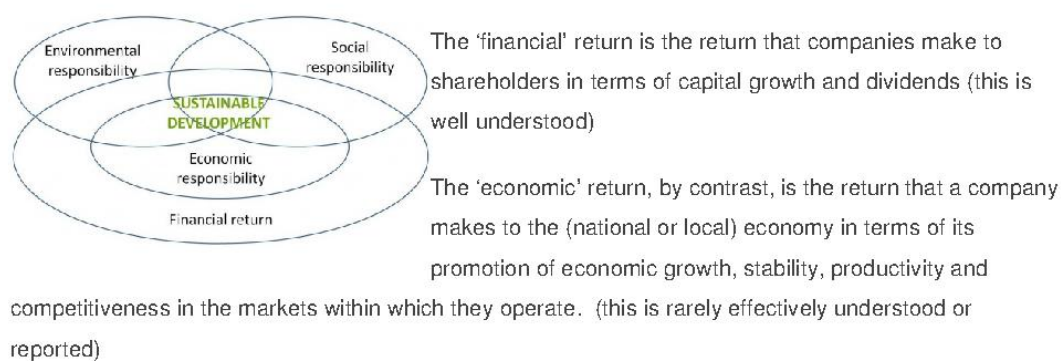 Environmental
responsibility
Social
responsibility
SUSTAINABLE
DEVELOPMENT
Economic
responsibility
Financial return
The ‘financial’ return is the return that companies make to
shareholders in terms of capital growth and dividends (this is
well understood)
The ‘economic’ return, by contrast, is the return that a company
makes to the (national or local) economy in terms of its
promotion of economic growth, stability, productivity and
competitiveness in the markets within which they operate.  (this is rarely effectively understood or
reported)